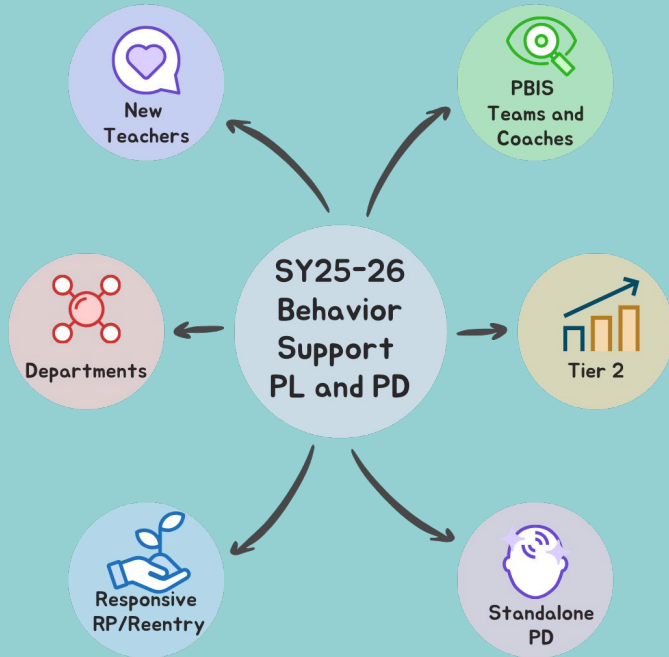 New
Teachers
PBIS
Teams and
Coaches
SY25-26
Behavior
Support
PL and PD
Departments
Tier 2
Responsive
RP/Reentry
Standalone
PD